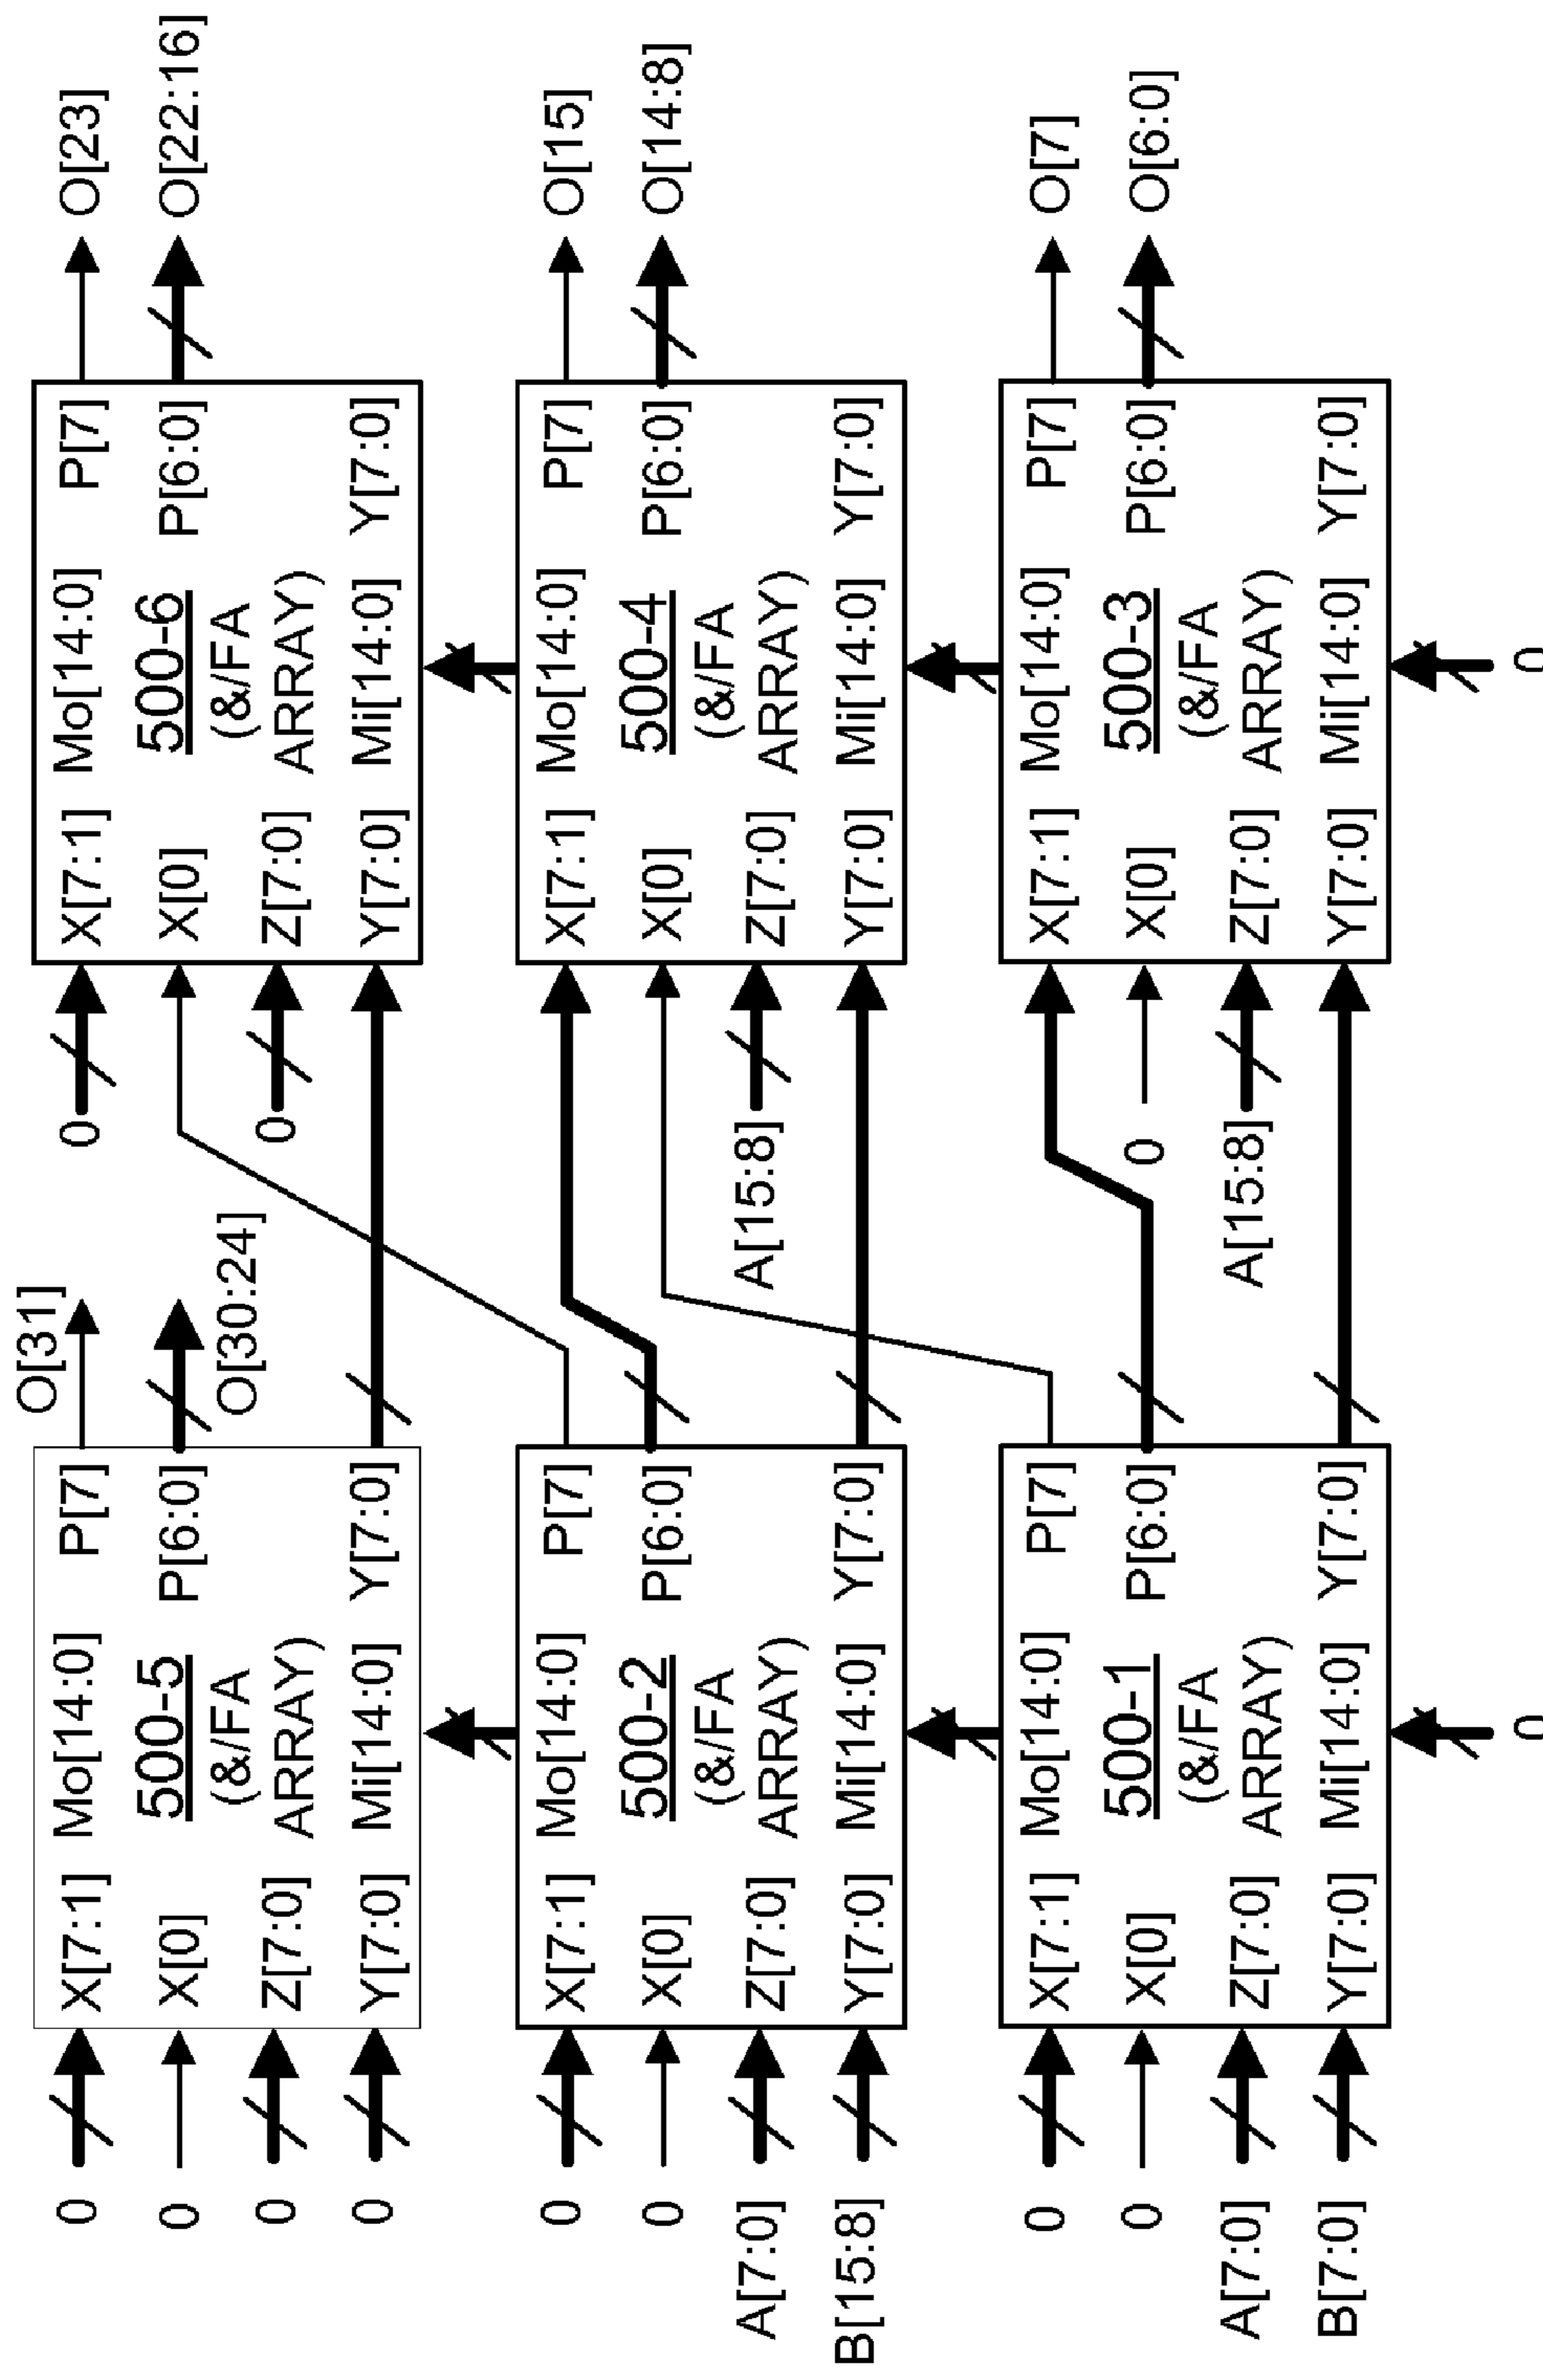 O[31]
0 X[7:1] Mo[14:0] P[7] 0 X[7:1] Mo[14:0] P[7] O[23]
0 X[0] 500-5 P[6:0] X[0] 500-6 P[6:0] O[22:16]
(&/FA O[30:24] (&/FA
0 Z[7:0] ARRAY) 0 Z[7:0] ARRAY)
0 Y[7:0] Mi[14:0] Y[7:0] Y[7:0] Mi[14:0] Y[7:0]
0 X[7:1] Mo[14:0] P[7] X[7:1] Mo[14:0] P[7] O[15]
0 X[0] 500-2 P[6:0] X[0] 500-4 P[6:0] O[14:8]
(&/FA (&/FA
A[7:0] Z[7:0] ARRAY) A[15:8] Z[7:0] ARRAY)
B[15:8] Y[7:0] Mi[14:0] Y[7:0] Y[7:0] Mi[14:0] Y[7:0]
0 X[7:1] Mo[14:0] P[7] X[7:1] Mo[14:0] P[7] O[7]
0 X[0] 500-1 P[6:0] 0 X[0] 500-3 P[6:0] O[6:0]
(&/FA (&/FA
A[7:0] Z[7:0] ARRAY) A[15:8] Z[7:0] ARRAY)
B[7:0] Y[7:0] Mi[14:0] Y[7:0] Y[7:0] Mi[14:0] Y[7:0]
0 0